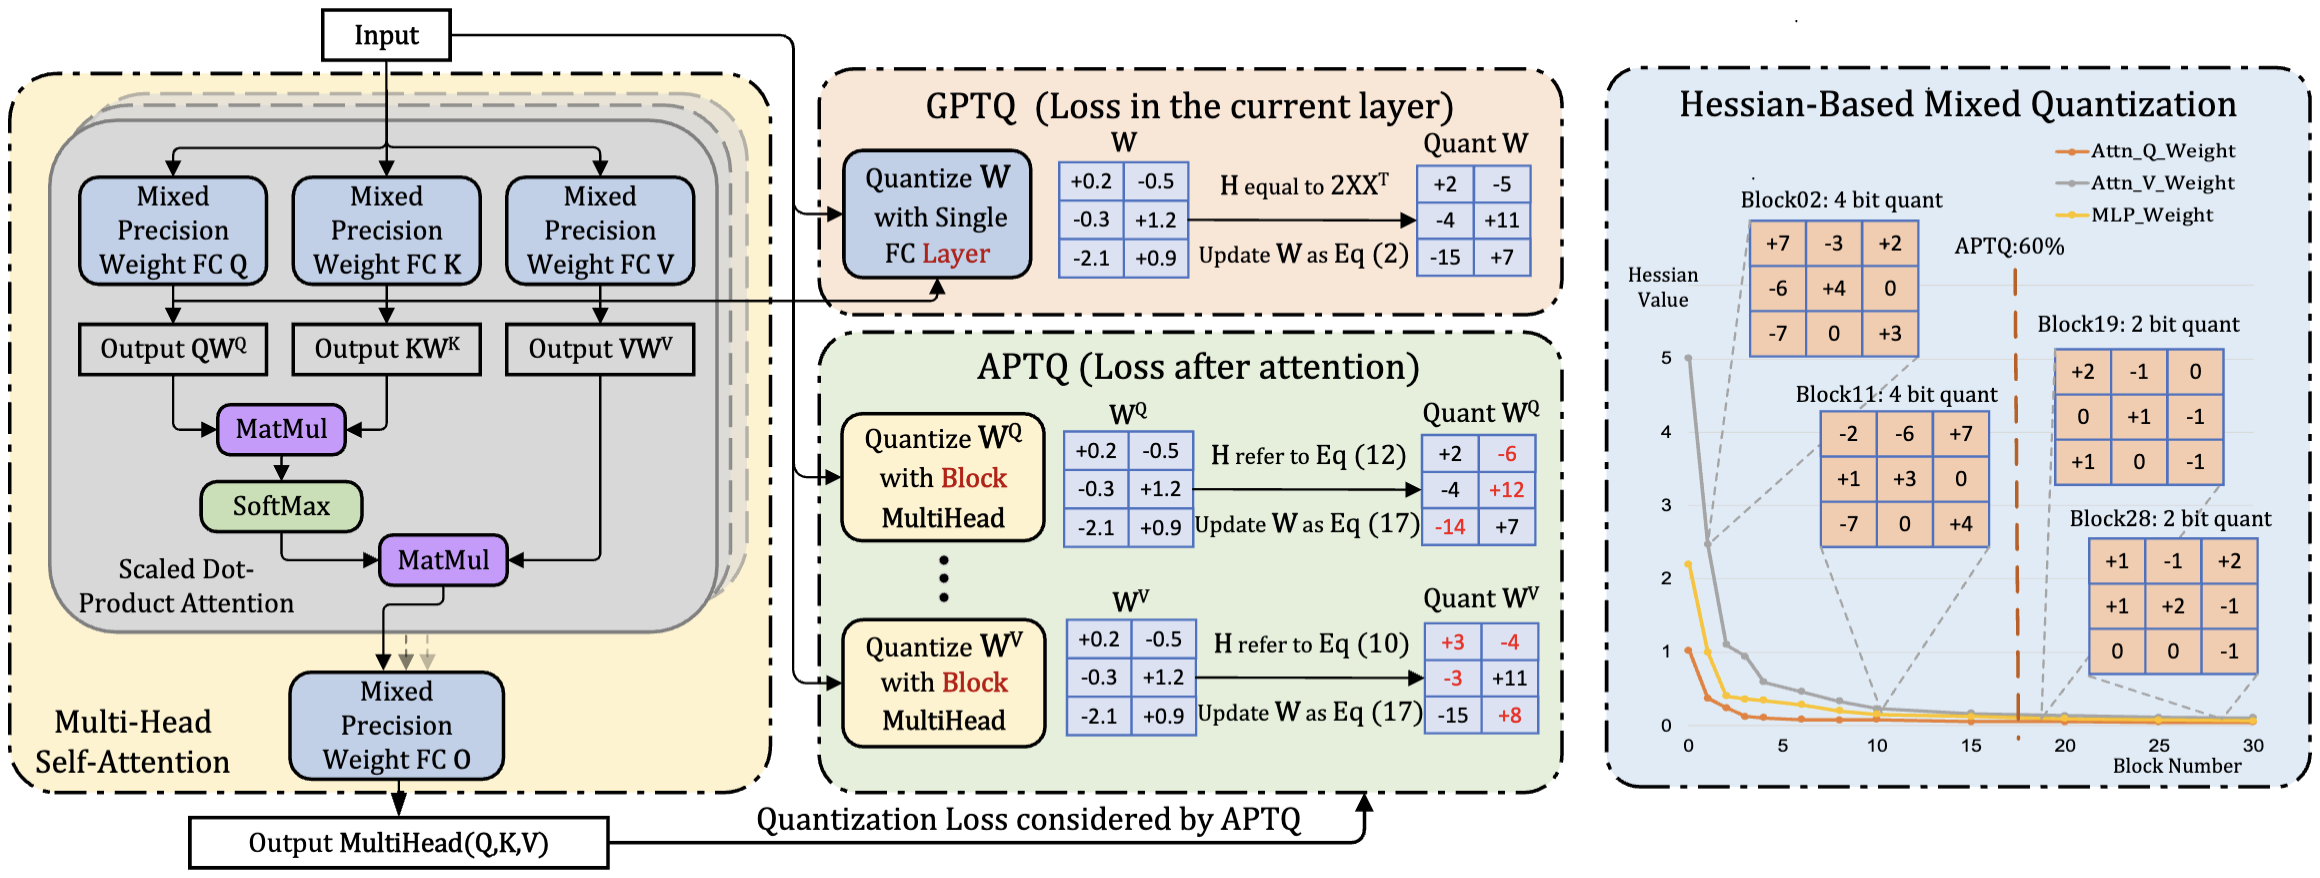 Input
Mixed
Precision
Weight FC Q
Mixed
Precision
Weight FC K
Mixed
Precision
Weight FC V
Output QW^Q
Output KW^K
Output VW^V
MatMul
SoftMax
MatMul
Scaled Dot-
Product Attention
Mixed
Precision
Weight FC O
Multi-Head
Self-Attention
Output MultiHead(Q,K,V)
Quantization Loss considered by APTQ
GPTQ (Loss in the current layer)
Quantize W
with Single
FC Layer
W
+0.2 -0.5
-0.3 +1.2
-2.1 +0.9
H equal to 2XX^T
Update W as Eq (2)
Quant W
+2 -5
-4 +11
-15 +7
APTQ (Loss after attention)
Quantize W^Q
with Block
MultiHead
W^Q
+0.2 -0.5
-0.3 +1.2
-2.1 +0.9
H refer to Eq (12)
Update W as Eq (17)
Quant W^Q
+2 -6
-4 +12
-14 +7
Quantize W^V
with Block
MultiHead
W^V
+0.2 -0.5
-0.3 +1.2
-2.1 +0.9
H refer to Eq (10)
Update W as Eq (17)
Quant W^V
+3 -4
-3 +11
-15 +8
Hessian-Based Mixed Quantization
Attn_Q_Weight
Attn_V_Weight
MLP_Weight
Block02: 4 bit quant
+7 -3 +2
-6 +4 0
-7 0 +3
APTQ:60%
Hessian
Value
Block11: 4 bit quant
-2 -6 +7
+1 +3 0
-7 0 +4
Block19: 2 bit quant
+2 -1 0
0 +1 -1
+1 0 -1
Block28: 2 bit quant
+1 -1 +2
+1 +2 -1
0 0 -1
5
4
3
2
1
0
0 5 10 15 20 25 30
Block Number